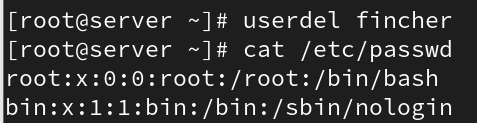 [root@server ~]# userdel fincher
[root@server ~]# cat /etc/passwd
root:x:0:0:root:/root:/bin/bash
bin:x:1:1:bin:/bin:/sbin/nologin